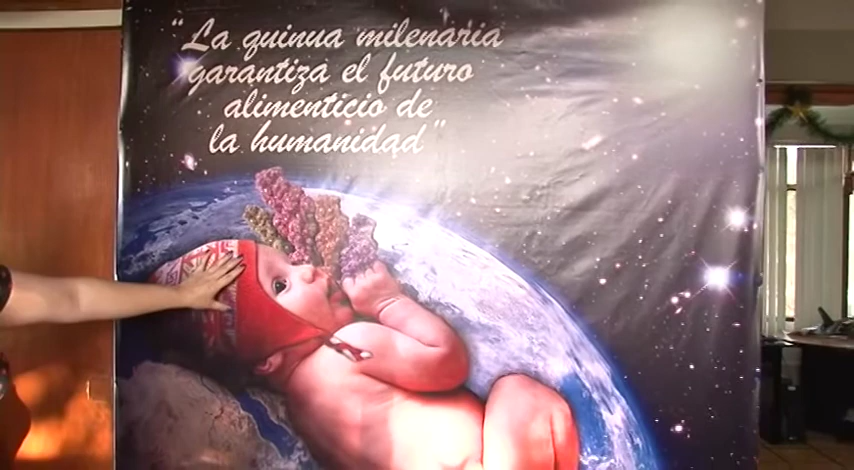 "La quinua milenaria
garantiza el futuro
alimenticio de
la humanidad"